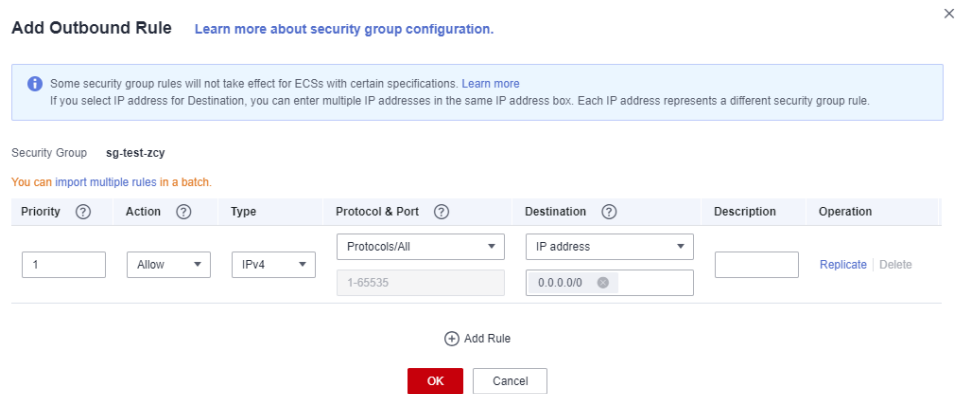 Add Outbound Rule Learn more about security group configuration.
Some security group rules will not take effect for ECSs with certain specifications. Learn more
If you select IP address for Destination, you can enter multiple IP addresses in the same IP address box. Each IP address represents a different security group rule.
Security Group sg-test-zcy
You can import multiple rules in a batch.
Priority Action Type Protocol & Port Destination Description Operation
Protocols/All IP address
1 Allow IPv4 Replicate Delete
1-65535 0.0.0.0/0
Add Rule
OK Cancel